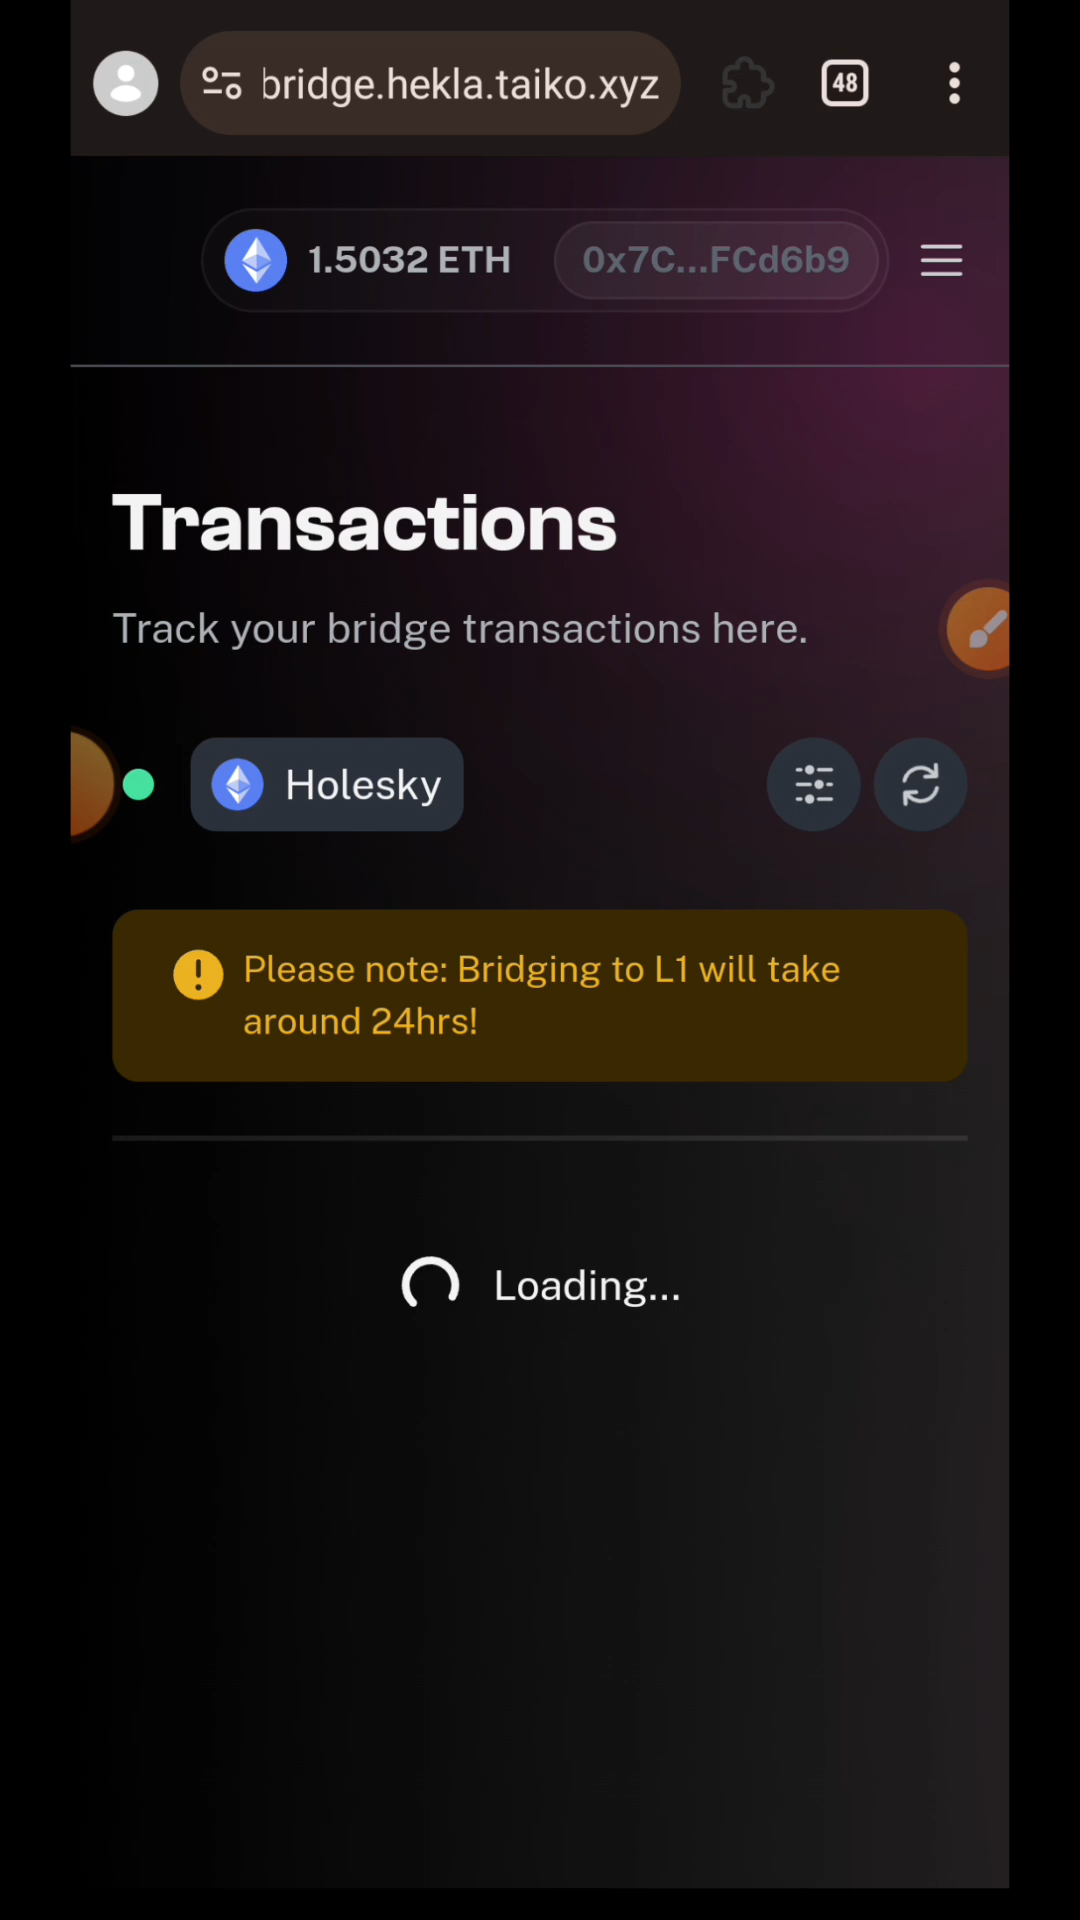 bridge.hekla.taiko.xyz
48
1.5032 ETH
0x7C...FCd6b9
Transactions
Track your bridge transactions here.
Holesky
Please note: Bridging to L1 will take
around 24hrs!
Loading...